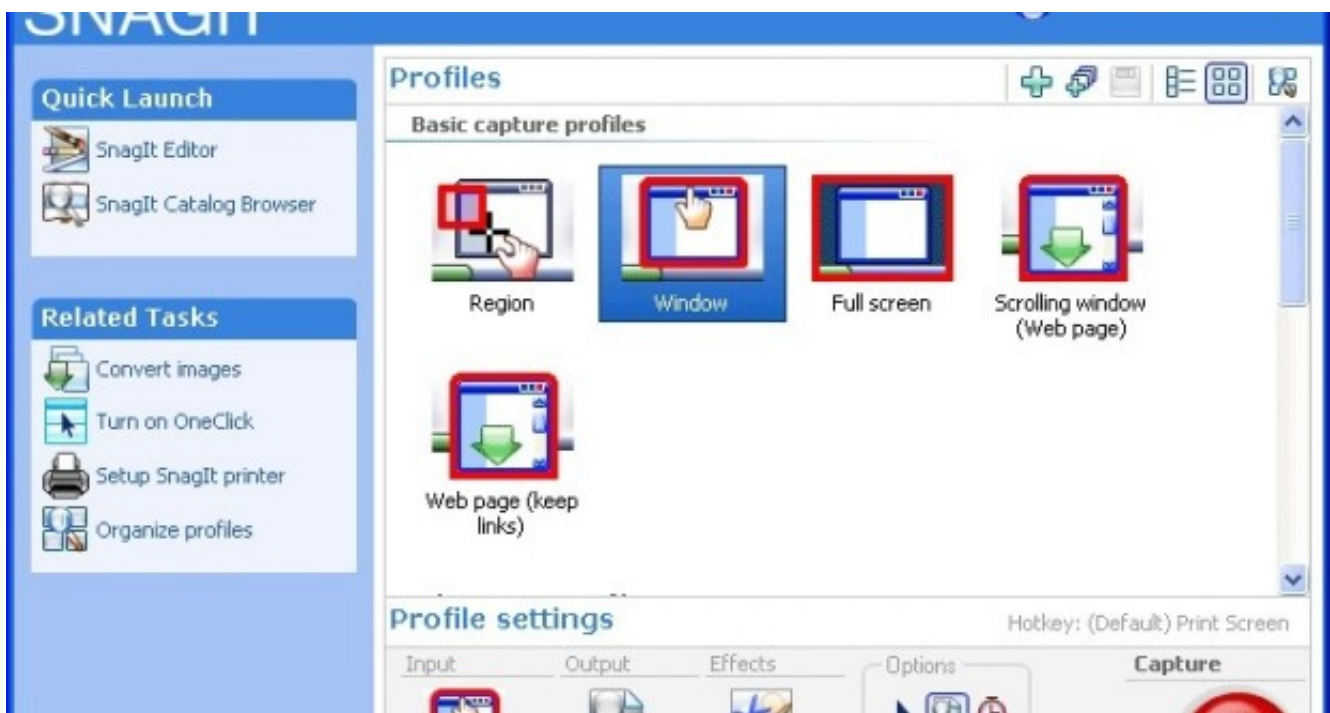 SNAGIT
Profiles
Quick Launch
Basic capture profiles
SnagIt Editor
SnagIt Catalog Browser
Region
Window
Full screen
Scrolling window
(Web page)
Related Tasks
Convert images
Turn on OneClick
Setup SnagIt printer
Organize profiles
Web page (keep
links)
Profile settings
Hotkey: (Default) Print Screen
Input
Output
Effects
Options
Capture